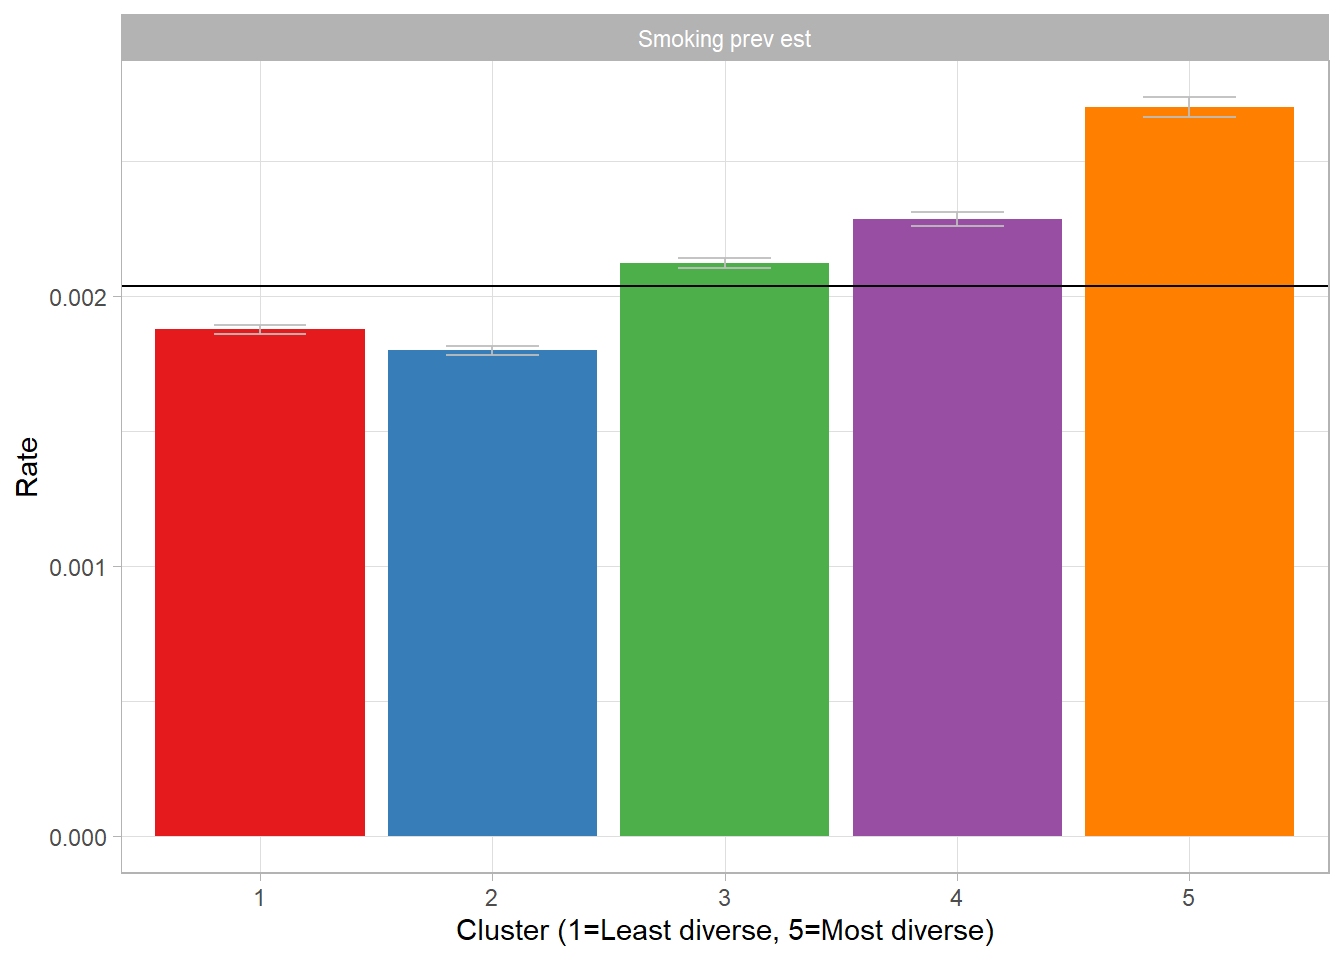 Smoking prev est
Rate
0.002
0.001
0.000
1 2 3 4 5
Cluster (1=Least diverse, 5=Most diverse)